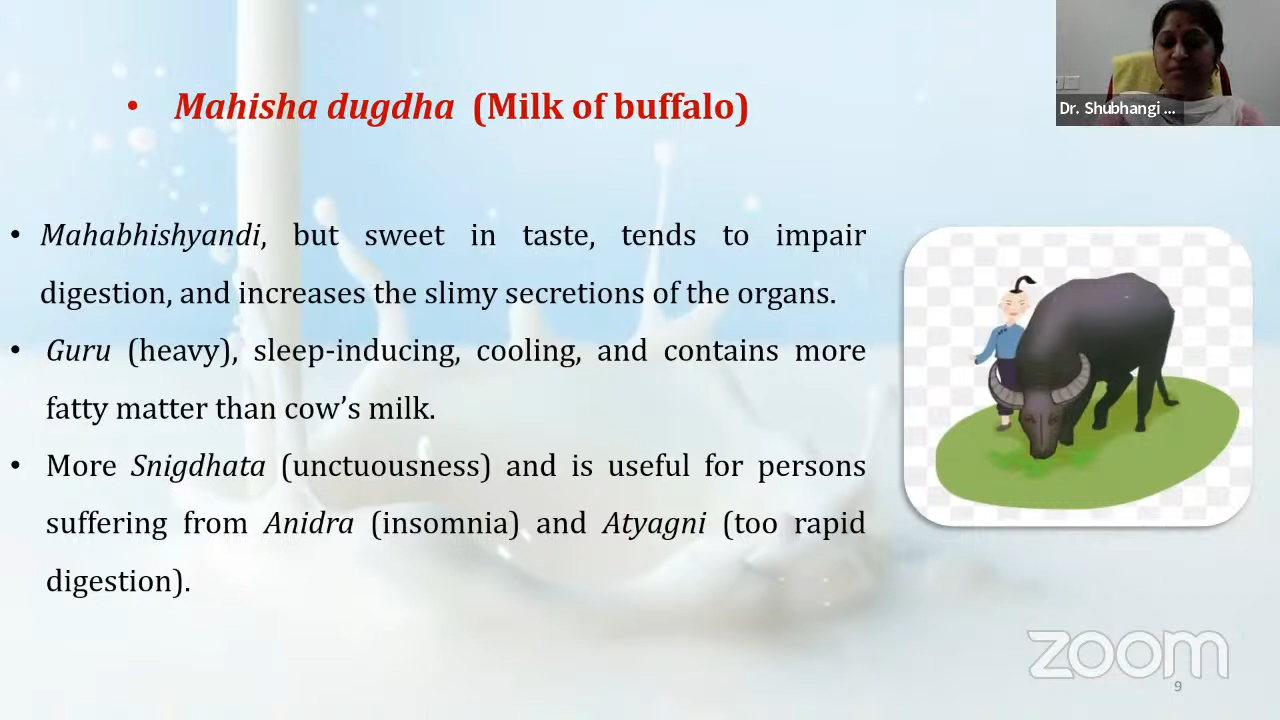 • Mahisha dugdha (Milk of buffalo)
Dr. Shubhangi ...
• Mahabhishyandi, but sweet in taste, tends to impair
digestion, and increases the slimy secretions of the organs.
• Guru (heavy), sleep-inducing, cooling, and contains more
fatty matter than cow’s milk.
• More Snigdhata (unctuousness) and is useful for persons
suffering from Anidra (insomnia) and Atyagni (too rapid
digestion).
zoom
9